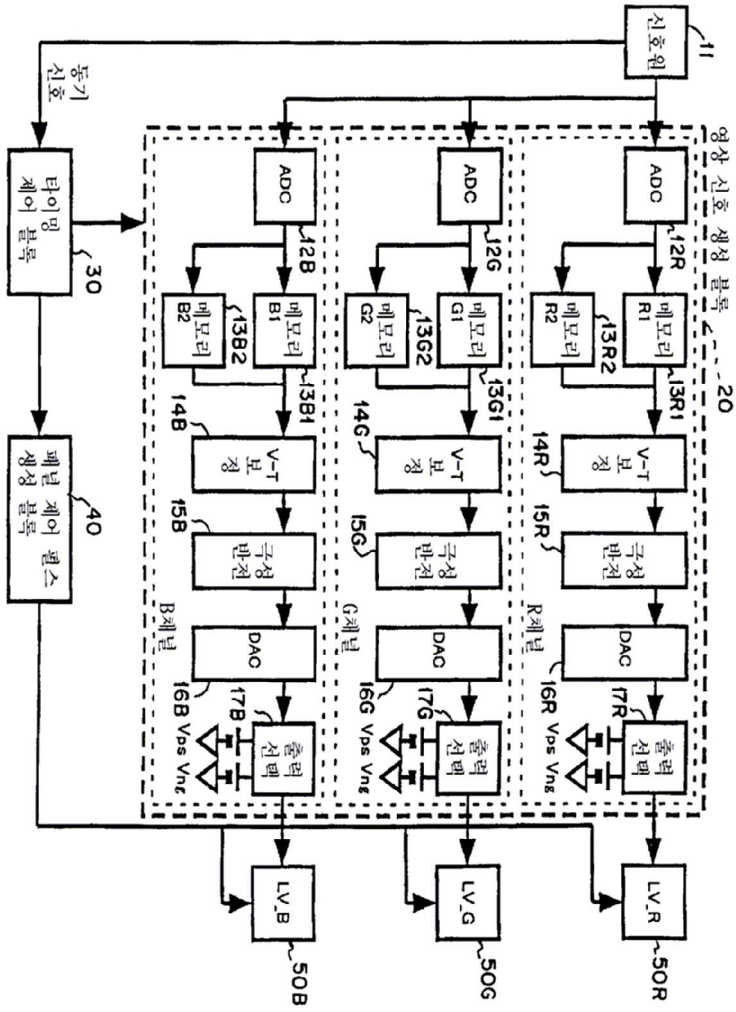 11
신호원
동기
신호
영상 신호 생성 블록
20
ADC
12R
메모리
R1
13R1
메모리
R2
13R2
V-T
보
정
14R
극성
반전
15R
DAC
16R
출력
선택
17R
Vps Vng
R채널
LV_R
50R
ADC
12G
메모리
G1
13G1
메모리
G2
13G2
V-T
보
정
14G
극성
반전
15G
DAC
16G
출력
선택
17G
Vps Vng
G채널
LV_G
50G
ADC
12B
메모리
B1
13B1
메모리
B2
13B2
V-T
보
정
14B
극성
반전
15B
DAC
16B
출력
선택
17B
Vps Vng
B채널
LV_B
50B
타이밍
제어 블록
30
패널 제어 펄스
생성 블록
40